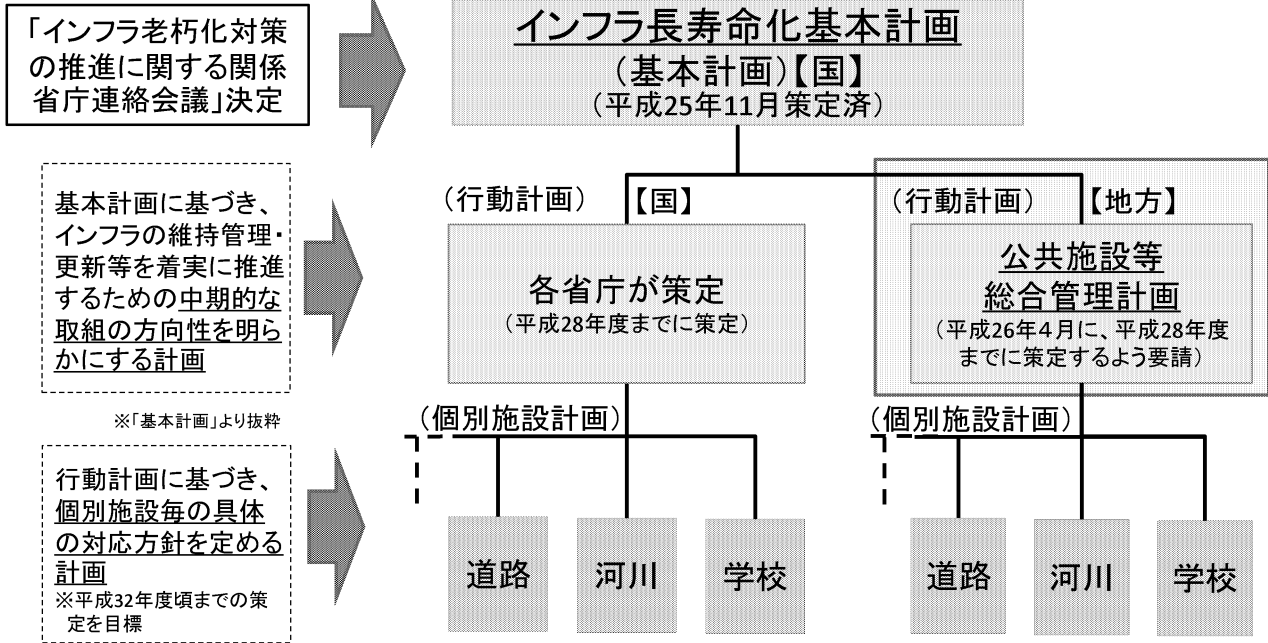 「インフラ老朽化対策
の推進に関する関係
省庁連絡会議」決定
インフラ長寿命化基本計画
(基本計画)【国】
(平成25年11月策定済)
基本計画に基づき、
インフラの維持管理・
更新等を着実に推進
するための中期的な
取組の方向性を明ら
かにする計画
※「基本計画」より抜粋
(行動計画)
【国】
各省庁が策定
(平成28年度までに策定)
(行動計画)
【地方】
公共施設等
総合管理計画
(平成26年4月に、平成28年度
までに策定するよう要請)
行動計画に基づき、
個別施設毎の具体
の対応方針を定める
計画
※平成32年度頃までの策
定を目標
(個別施設計画)
道路
河川
学校
(個別施設計画)
道路
河川
学校